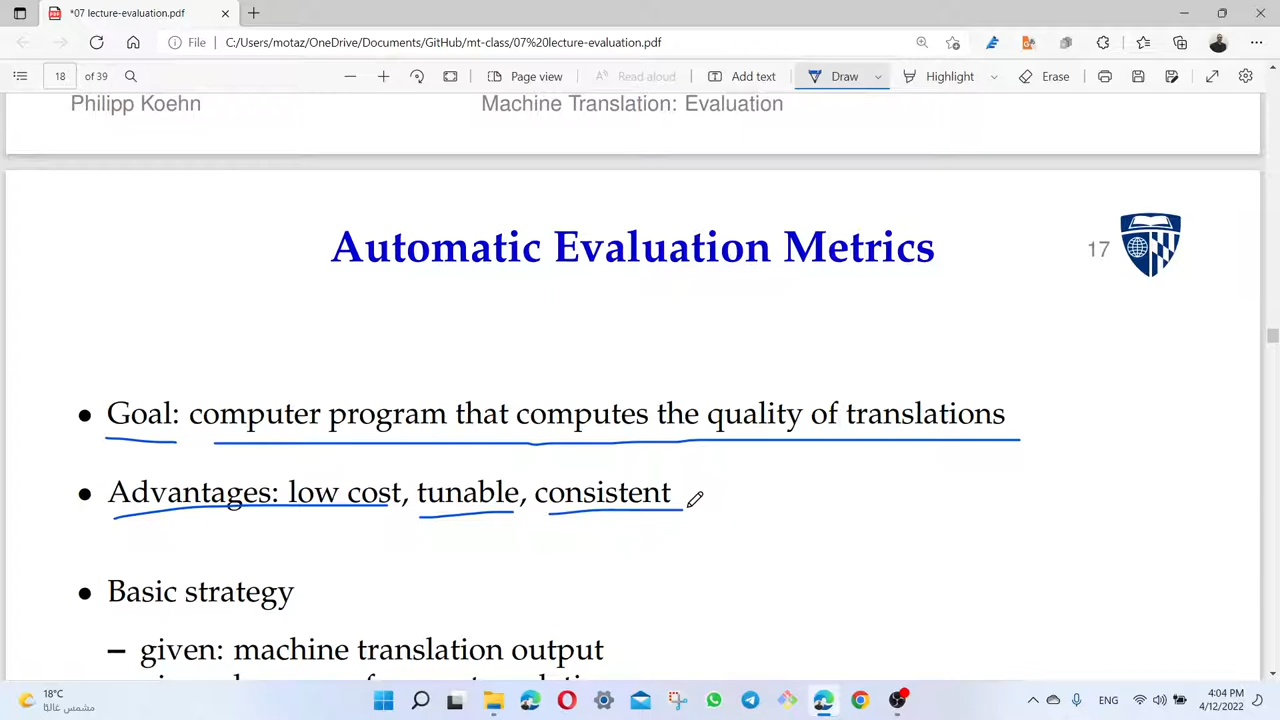 *07 lecture-evaluation.pdf
File C:/Users/motaz/OneDrive/Documents/GitHub/mt-class/07%20lecture-evaluation.pdf
18 of 39 Page view Read aloud Add text Draw Highlight Erase
Philipp Koehn Machine Translation: Evaluation
Automatic Evaluation Metrics 17
• Goal: computer program that computes the quality of translations
• Advantages: low cost, tunable, consistent
• Basic strategy
– given: machine translation output
18°C
مشمس غالبًا
ENG 4:04 PM
4/12/2022